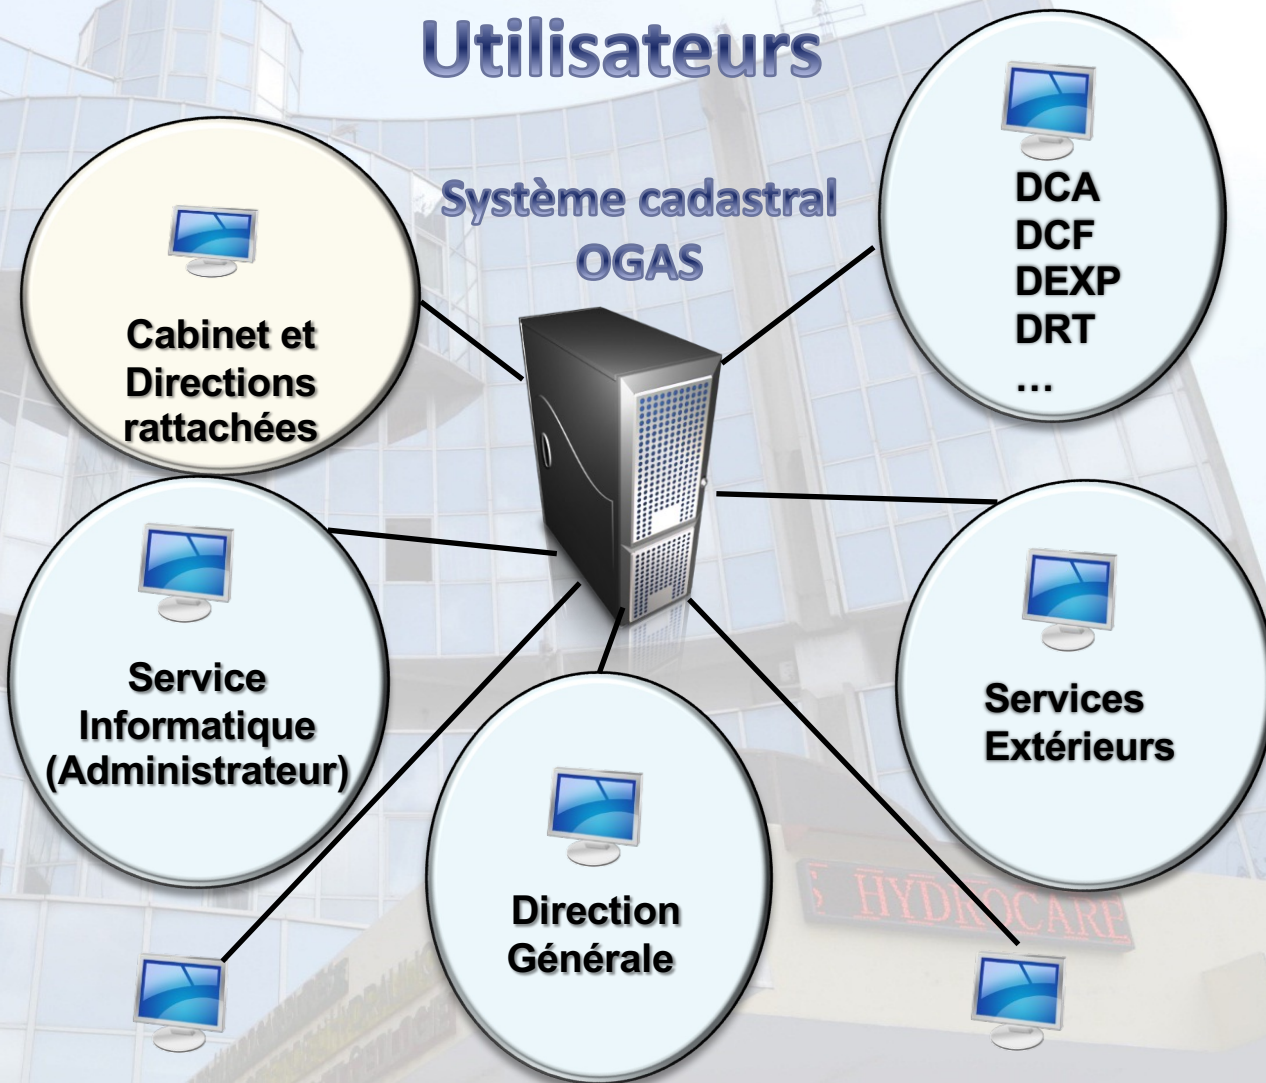 Utilisateurs
Système cadastral
OGAS
DCA
DCF
DEXP
DRT
...
Cabinet et
Directions
rattachées
Service
Informatique
(Administrateur)
Services
Extérieurs
Direction
Générale
HYDROCARB